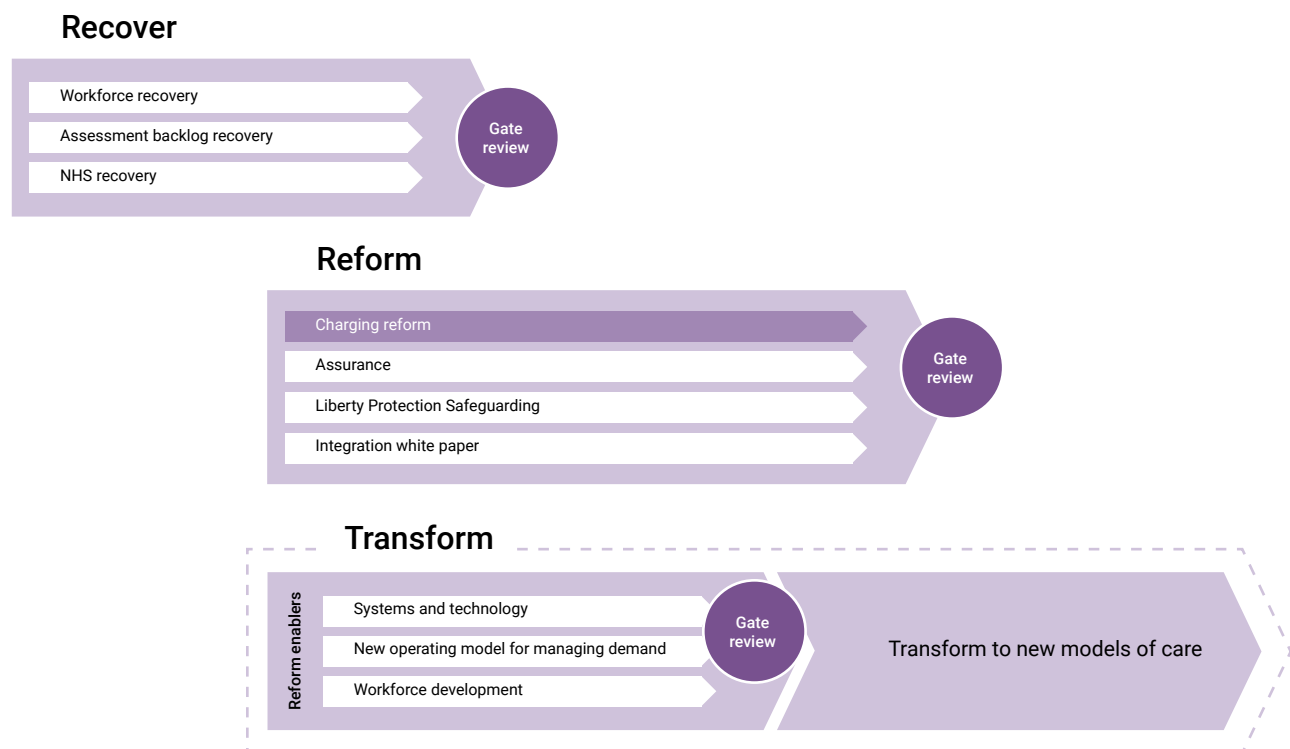 Recover
Workforce recovery
Assessment backlog recovery
NHS recovery
Gate
review
Reform
Charging reform
Assurance
Liberty Protection Safeguarding
Integration white paper
Gate
review
Transform
Reform enablers
Systems and technology
New operating model for managing demand
Workforce development
Gate
review
Transform to new models of care